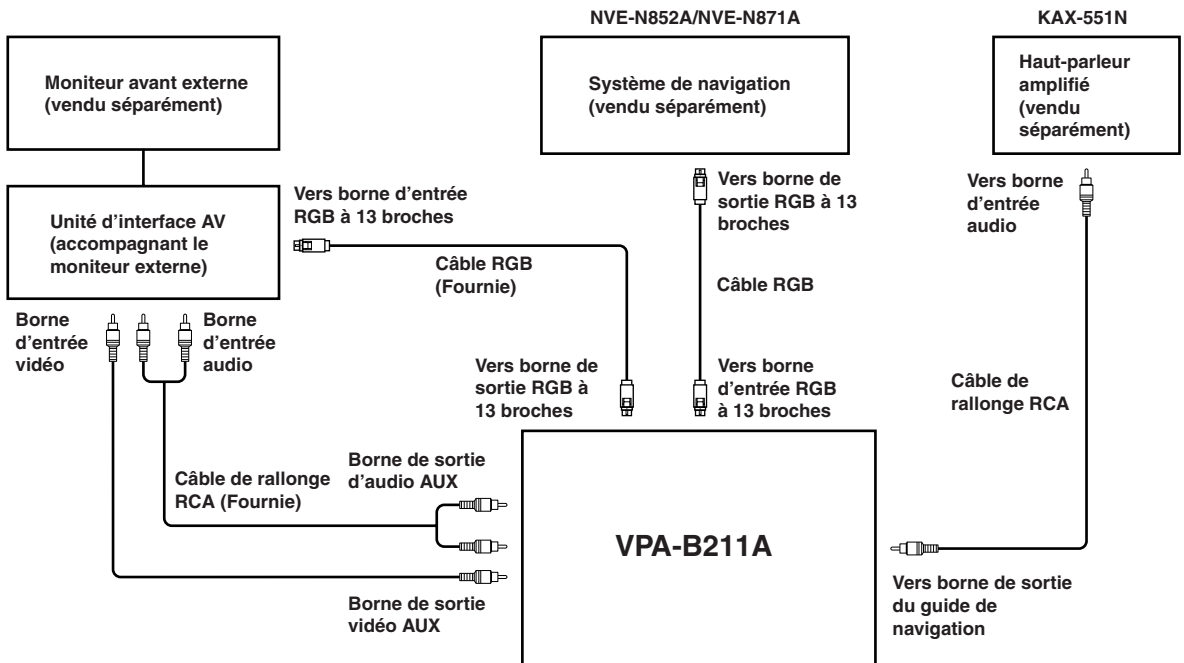 NVE-N852A/NVE-N871A
KAX-551N
Moniteur avant externe
(vendu séparément)
Système de navigation
(vendu séparément)
Haut-parleur
amplifié
(vendu
séparément)
Unité d'interface AV
(accompagnant le
moniteur externe)
Vers borne d'entrée
RGB à 13 broches
Vers borne de
sortie RGB à 13
broches
Vers borne
d'entrée
audio
Câble RGB
(Fournie)
Câble RGB
Borne
d'entrée
vidéo
Borne
d'entrée
audio
Vers borne de
sortie RGB à
13 broches
Vers borne
d'entrée RGB
à 13 broches
Câble de
rallonge RCA
Câble de rallonge
RCA (Fournie)
Borne de sortie
d'audio AUX
VPA-B211A
Borne de sortie
vidéo AUX
Vers borne de sortie
du guide de
navigation